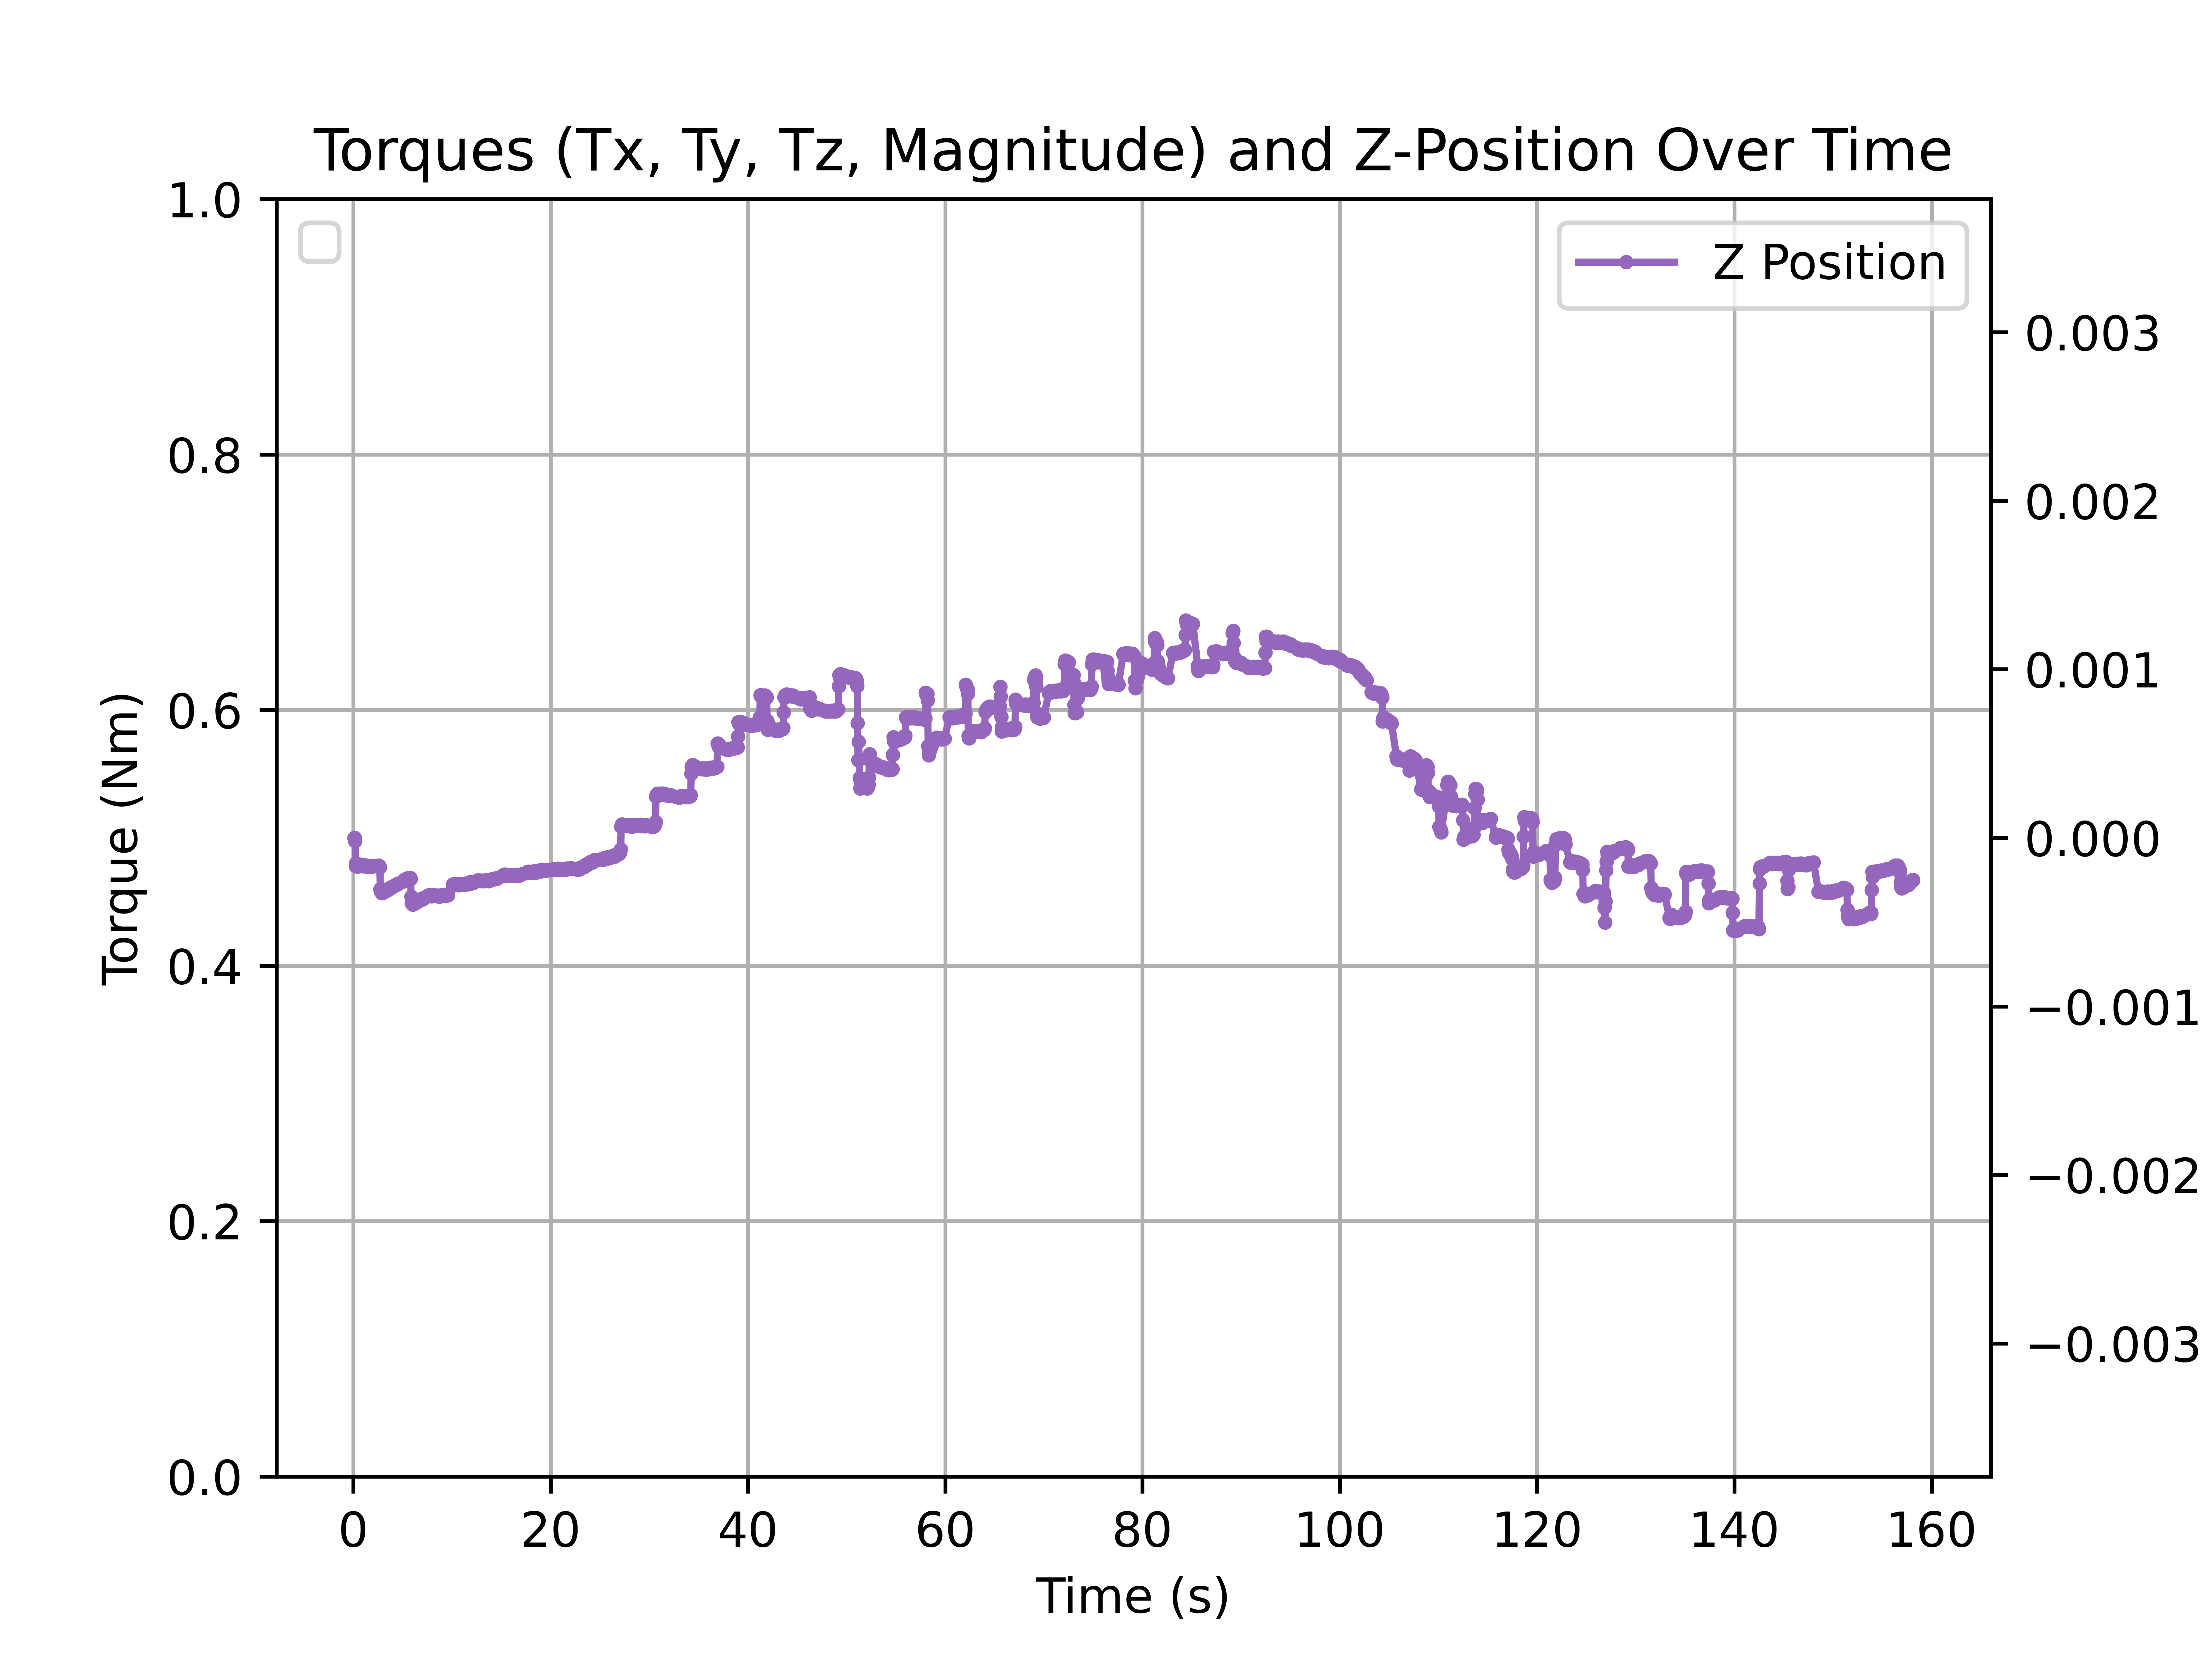 Torques (Tx, Ty, Tz, Magnitude) and Z-Position Over Time
Z Position
Torque (Nm)
1.0
0.8
0.6
0.4
0.2
0.0
0.003
0.002
0.001
0.000
−0.001
−0.002
−0.003
0 20 40 60 80 100 120 140 160
Time (s)